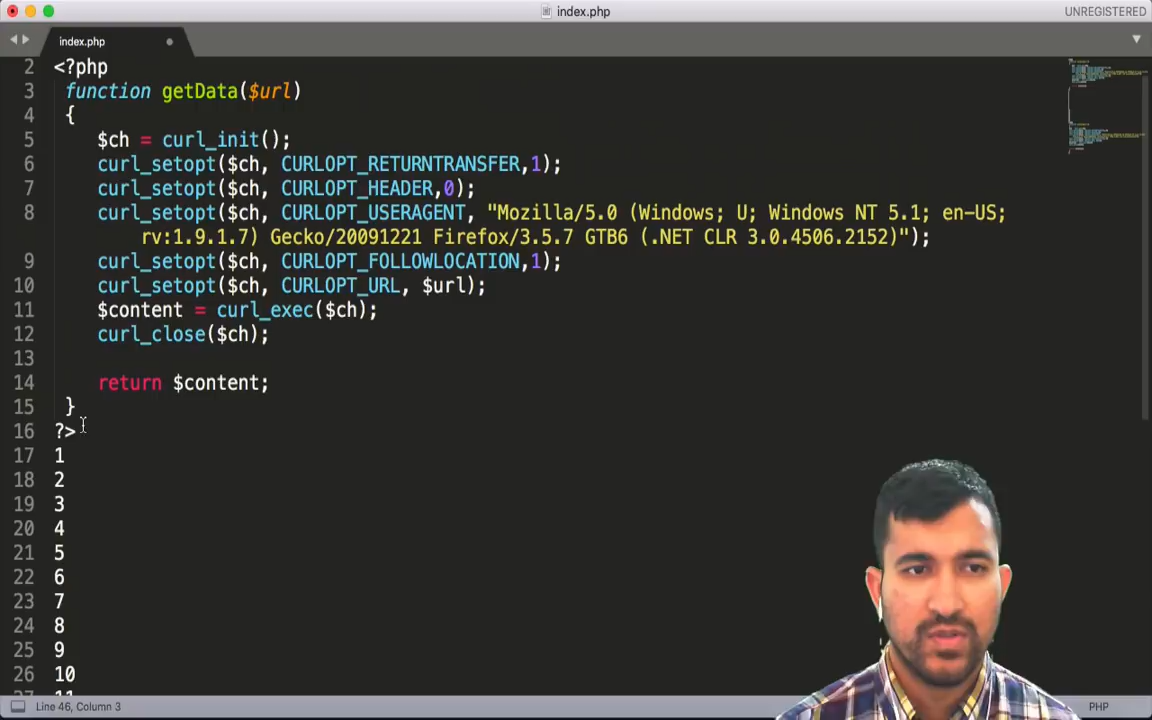 index.php
UNREGISTERED
index.php
2 <?php
3 function getData($url)
4 {
5 $ch = curl_init();
6 curl_setopt($ch, CURLOPT_RETURNTRANSFER,1);
7 curl_setopt($ch, CURLOPT_HEADER,0);
8 curl_setopt($ch, CURLOPT_USERAGENT, "Mozilla/5.0 (Windows; U; Windows NT 5.1; en-US;
rv:1.9.1.7) Gecko/20091221 Firefox/3.5.7 GTB6 (.NET CLR 3.0.4506.2152)");
9 curl_setopt($ch, CURLOPT_FOLLOWLOCATION,1);
10 curl_setopt($ch, CURLOPT_URL, $url);
11 $content = curl_exec($ch);
12 curl_close($ch);
13
14 return $content;
15 }
16 ?>
17 1
18 2
19 3
20 4
21 5
22 6
23 7
24 8
25 9
26 10
27 11
Line 46, Column 3
PHP